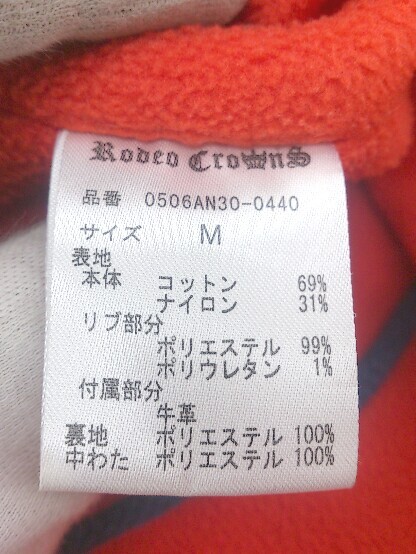 Rodeo Crowns
品番 0506AN30-0440
サイズ M
表地
本体 コットン 69%
ナイロン 31%
リブ部分
ポリエステル 99%
ポリウレタン 1%
付属部分
牛革
裏地 ポリエステル 100%
中わた ポリエステル 100%